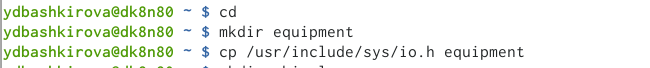 ydbashkirova@dk8n80 ~ $ cd
ydbashkirova@dk8n80 ~ $ mkdir equipment
ydbashkirova@dk8n80 ~ $ cp /usr/include/sys/io.h equipment